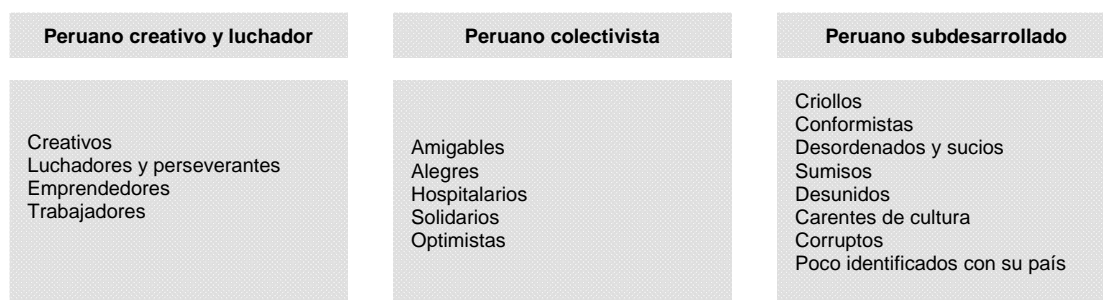 Peruano creativo y luchador
Creativos
Luchadores y perseverantes
Emprendedores
Trabajadores
Peruano colectivista
Amigables
Alegres
Hospitalarios
Solidarios
Optimistas
Peruano subdesarrollado
Criollos
Conformistas
Desordenados y sucios
Sumisos
Desunidos
Carentes de cultura
Corruptos
Poco identificados con su país